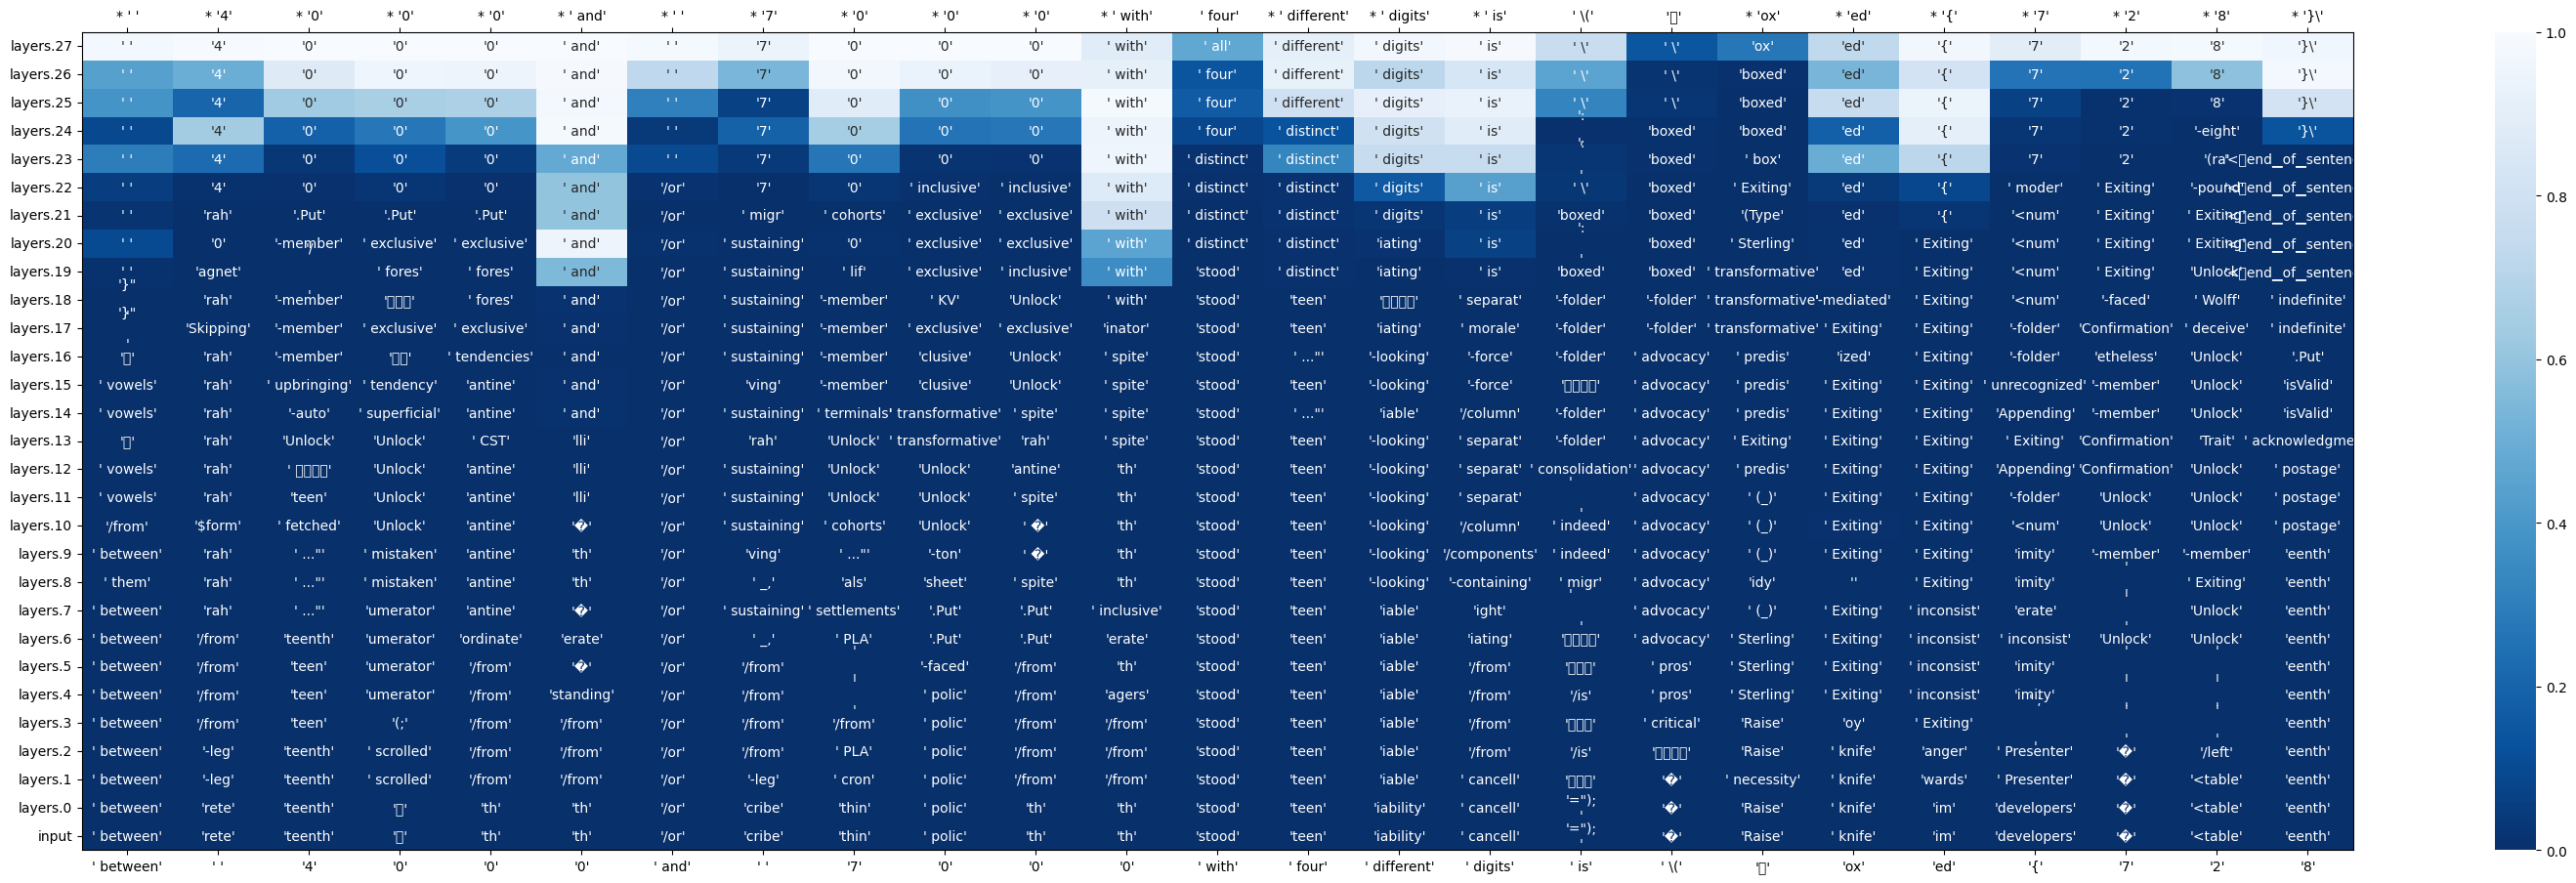 * ' ' * '4' * '0' * '0' * '0' * ' and' * ' ' * '7' * '0' * '0' * '0' * ' with' ' four' * ' different' * ' digits' * ' is' ' \(' * 'ox' * 'ed' * '{' * '7' * '2' * '8' * '}\'
layers.27 ' ' '4' '0' '0' '0' ' and' ' ' '7' '0' '0' '0' ' with' ' all' ' different' ' digits' ' is' ' \' ' \' 'ox' 'ed' '{' '7' '2' '8' '}\' 1.0
layers.26 ' ' '4' '0' '0' '0' ' and' ' ' '7' '0' '0' '0' ' with' ' four' ' different' ' digits' ' is' ' \' ' \' 'boxed' 'ed' '{' '7' '2' '8' '}\'
layers.25 ' ' '4' '0' '0' '0' ' and' ' ' '7' '0' '0' '0' ' with' ' four' ' different' ' digits' ' is' ' \' ' \' 'boxed' 'ed' '{' '7' '2' '8' '}\'
layers.24 ' ' '4' '0' '0' '0' ' and' ' ' '7' '0' '0' '0' ' with' ' four' ' distinct' ' digits' ' is' 'boxed' 'boxed' 'ed' '{' '7' '2' '-eight' '}\'
layers.23 ' ' '4' '0' '0' '0' ' and' ' ' '7' '0' '0' '0' ' with' ' distinct' ' distinct' ' digits' ' is' 'boxed' ' box' 'ed' '{' '7' '2' '(ra'
layers.22 ' ' '4' '0' '0' '0' ' and' '/or' '7' '0' ' inclusive' ' inclusive' ' with' ' distinct' ' distinct' ' digits' ' is' ' \' 'boxed' ' Exiting' 'ed' '{' ' moder' ' Exiting' '-pound' 0.8
layers.21 ' ' 'rah' '.Put' '.Put' '.Put' ' and' '/or' ' migr' ' cohorts' ' exclusive' ' exclusive' ' with' ' distinct' ' distinct' ' digits' ' is' 'boxed' 'boxed' '(Type' 'ed' '{' '<num' ' Exiting' ' Exiting'
layers.20 ' ' '0' '-member' ' exclusive' ' exclusive' ' and' '/or' ' sustaining' '0' ' exclusive' ' exclusive' ' with' ' distinct' ' distinct' 'iating' ' is' 'boxed' ' Sterling' 'ed' ' Exiting' '<num' ' Exiting' ' Exiting'
layers.19 ' ' 'agnet' ' fores' ' fores' ' and' '/or' ' sustaining' ' lif' ' exclusive' ' inclusive' ' with' 'stood' ' distinct' 'iating' ' is' 'boxed' 'boxed' ' transformative' 'ed' ' Exiting' '<num' ' Exiting' 'Unlock'
layers.18 'rah' '-member' ' fores' ' and' '/or' ' sustaining' '-member' ' KV' 'Unlock' ' with' 'stood' 'teen' ' separat' '-folder' '-folder' ' transformative' '-mediated' ' Exiting' '<num' '-faced' ' Wolff' ' indefinite'
layers.17 'Skipping' '-member' ' exclusive' ' exclusive' ' and' '/or' ' sustaining' '-member' ' exclusive' ' exclusive' 'inator' 'stood' 'teen' 'iating' ' morale' '-folder' '-folder' ' transformative' ' Exiting' ' Exiting' '-folder' 'Confirmation' ' deceive' ' indefinite' 0.6
layers.16 'rah' '-member' ' tendencies' ' and' '/or' ' sustaining' '-member' 'clusive' 'Unlock' ' spite' 'stood' ' ..."' '-looking' '-force' '-folder' ' advocacy' ' predis' 'ized' ' Exiting' '-folder' 'etheless' 'Unlock' '.Put'
layers.15 ' vowels' 'rah' ' upbringing' ' tendency' 'antine' ' and' '/or' 'ving' '-member' 'clusive' 'Unlock' ' spite' 'stood' 'teen' '-looking' '-force' ' advocacy' ' predis' ' Exiting' ' Exiting' ' unrecognized' '-member' 'Unlock' 'isValid'
layers.14 ' vowels' 'rah' '-auto' ' superficial' 'antine' ' and' '/or' ' sustaining' ' terminals' ' transformative' ' spite' ' spite' 'stood' ' ..."' 'iable' '/column' '-folder' ' advocacy' ' predis' ' Exiting' ' Exiting' 'Appending' '-member' 'Unlock' 'isValid'
layers.13 'rah' 'Unlock' 'Unlock' ' CST' 'lli' '/or' 'rah' 'Unlock' ' transformative' 'rah' ' spite' 'stood' 'teen' '-looking' ' separat' '-folder' ' advocacy' ' Exiting' ' Exiting' ' Exiting' ' Exiting' 'Confirmation' 'Trait'
layers.12 ' vowels' 'rah' 'Unlock' 'antine' 'lli' '/or' ' sustaining' 'Unlock' 'Unlock' 'antine' 'th' 'stood' 'teen' '-looking' ' separat' ' consolidation' ' advocacy' ' predis' ' Exiting' ' Exiting' 'Appending' 'Confirmation' 'Unlock' ' postage'
layers.11 ' vowels' 'rah' 'teen' 'Unlock' 'antine' 'lli' '/or' ' sustaining' 'Unlock' 'Unlock' ' spite' 'th' 'stood' 'teen' '-looking' ' separat' ' advocacy' ' (_)' ' Exiting' ' Exiting' '-folder' 'Unlock' 'Unlock' ' postage' 0.4
layers.10 '/from' '$form' ' fetched' 'Unlock' 'antine' '/or' ' sustaining' ' cohorts' 'Unlock' 'th' 'stood' 'teen' '-looking' '/column' ' indeed' ' advocacy' ' (_)' ' Exiting' ' Exiting' '<num' 'Unlock' 'Unlock' ' postage'
layers.9 ' between' 'rah' ' ..."' ' mistaken' 'antine' 'th' '/or' 'ving' ' ..."' '-ton' 'th' 'stood' 'teen' '-looking' '/components' ' indeed' ' advocacy' ' (_)' ' Exiting' ' Exiting' 'imity' '-member' '-member' 'eenth'
layers.8 ' them' 'rah' ' ..."' ' mistaken' 'antine' 'th' '/or' ' _,' 'als' 'sheet' ' spite' 'th' 'stood' 'teen' '-looking' '-containing' ' migr' ' advocacy' 'idy' '' ' Exiting' 'imity' ' Exiting' 'eenth'
layers.7 ' between' 'rah' ' ..."' 'umerator' 'antine' '/or' ' sustaining' ' settlements' '.Put' '.Put' ' inclusive' 'stood' 'teen' 'iable' 'ight' ' advocacy' ' (_)' ' Exiting' ' inconsist' 'erate' 'Unlock' 'eenth'
layers.6 ' between' '/from' 'teenth' 'umerator' 'ordinate' 'erate' '/or' ' _,' ' PLA' '.Put' '.Put' 'erate' 'stood' 'teen' 'iable' 'iating' ' advocacy' ' Sterling' ' Exiting' ' inconsist' ' inconsist' 'Unlock' 'Unlock' 'eenth'
layers.5 ' between' '/from' 'teen' 'umerator' '/from' '/or' '/from' '-faced' '/from' 'th' 'stood' 'teen' 'iable' '/from' ' pros' ' Sterling' ' Exiting' ' inconsist' 'imity' 'eenth' 0.2
layers.4 ' between' '/from' 'teen' 'umerator' '/from' 'standing' '/or' '/from' ' polic' '/from' 'agers' 'stood' 'teen' 'iable' '/from' '/is' ' pros' ' Sterling' ' Exiting' ' inconsist' 'imity' 'eenth'
layers.3 ' between' '/from' 'teen' '(;' '/from' '/from' '/or' '/from' '/from' ' polic' '/from' '/from' 'stood' 'teen' 'iable' '/from' ' critical' 'Raise' 'oy' ' Exiting' 'eenth'
layers.2 ' between' '-leg' 'teenth' ' scrolled' '/from' '/from' '/or' '/from' ' PLA' ' polic' '/from' '/from' 'stood' 'teen' 'iable' '/from' '/is' 'Raise' ' knife' 'anger' ' Presenter' '/left' 'eenth'
layers.1 ' between' '-leg' 'teenth' ' scrolled' '/from' '/from' '/or' '-leg' ' cron' ' polic' '/from' '/from' 'stood' 'teen' 'iable' ' cancell' ' necessity' ' knife' 'wards' ' Presenter' '<table' 'eenth'
layers.0 ' between' 'rete' 'teenth' 'th' 'th' '/or' 'cribe' 'thin' ' polic' 'th' 'th' 'stood' 'teen' 'iability' ' cancell' '=");' 'Raise' ' knife' 'im' 'developers' '<table' 'eenth'
input ' between' 'rete' 'teenth' 'th' 'th' '/or' 'cribe' 'thin' ' polic' 'th' 'th' 'stood' 'teen' 'iability' ' cancell' '=");' 'Raise' ' knife' 'im' 'developers' '<table' 'eenth' 0.0
' between' ' ' '4' '0' '0' '0' ' and' ' ' '7' '0' '0' '0' ' with' ' four' ' different' ' digits' ' is' ' \(' 'ox' 'ed' '{' '7' '2' '8'